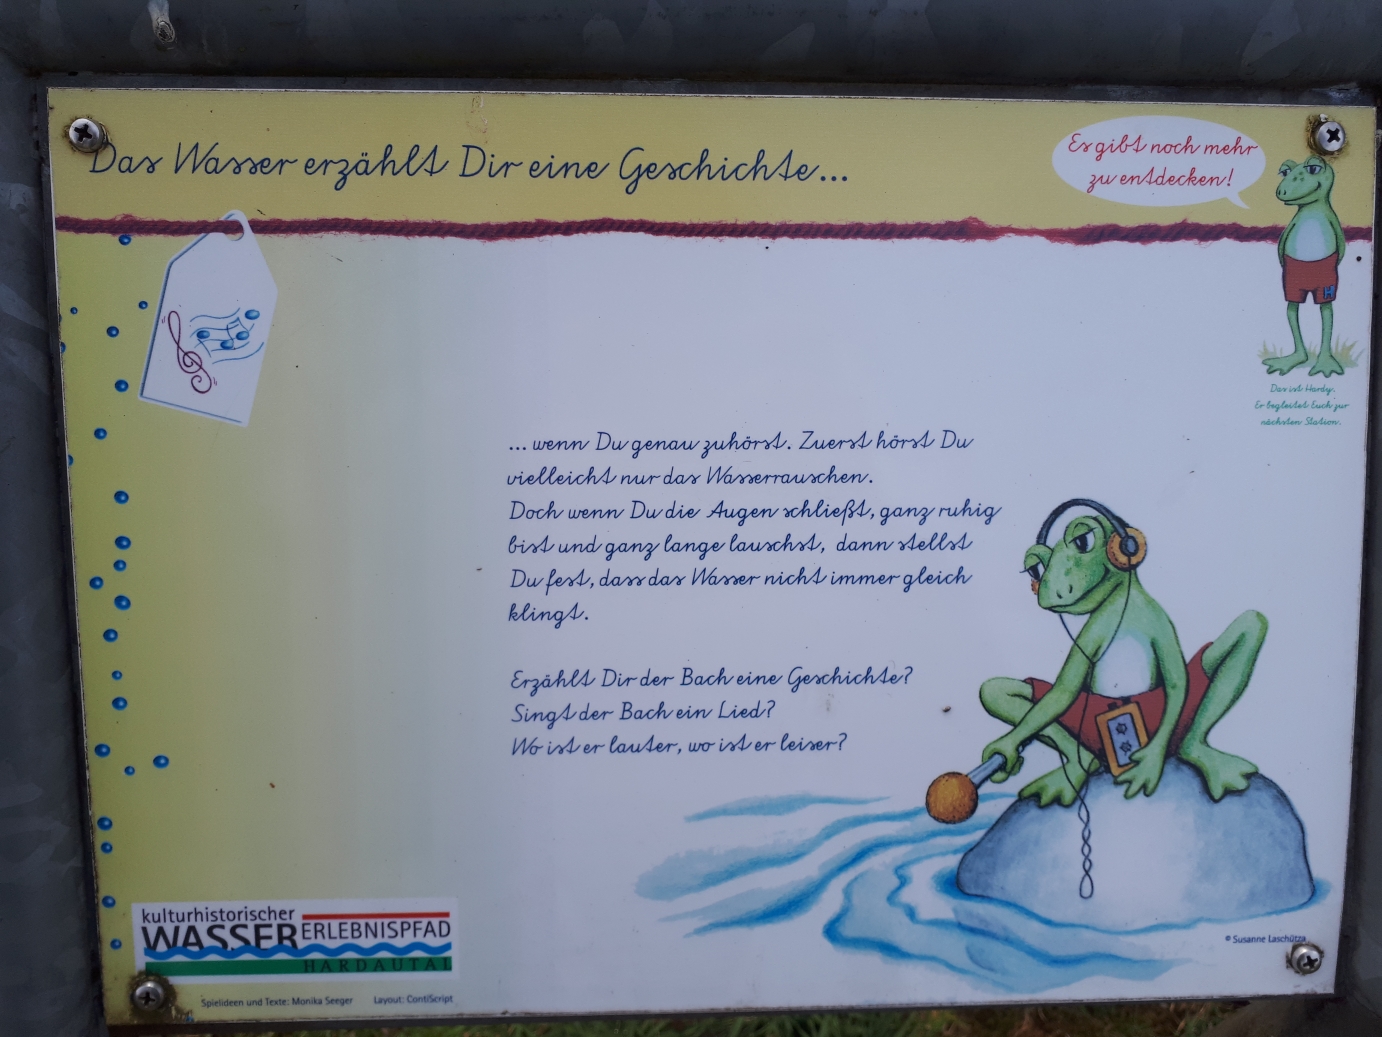 Das Wasser erzählt Dir eine Geschichte...
Es gibt noch mehr
zu entdecken!
Das ist Hardy.
Er begleitet Euch zur
nächsten Station.
... wenn Du genau zuhörst. Zuerst hörst Du
vielleicht nur das Wasserrauschen.
Doch wenn Du die Augen schließt, ganz ruhig
bist und ganz lange lauschst, dann stellst
Du fest, dass das Wasser nicht immer gleich
klingt.
Erzählt Dir der Bach eine Geschichte?
Singt der Bach ein Lied?
Wo ist er lauter, wo ist er leiser?
kulturhistorischer
WASSER ERLEBNISPFAD
HARDAUTAL
© Susanne Laschütza
Spielideen und Texte: Monika Seeger Layout: ContiScript